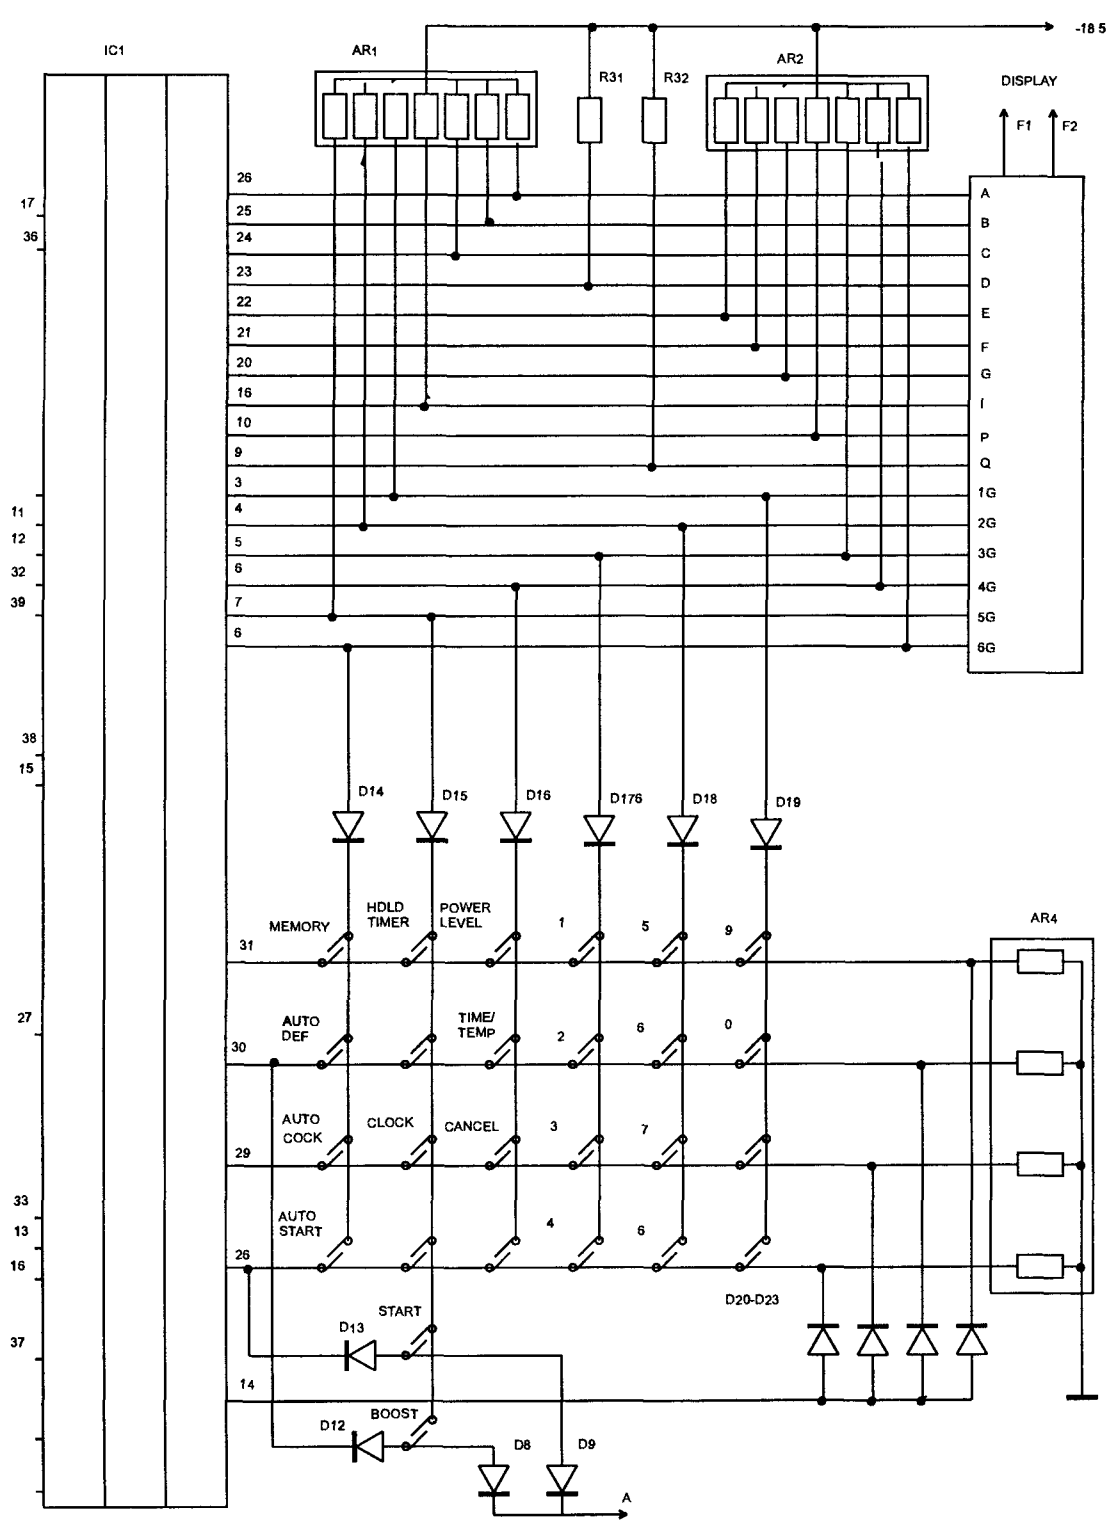 -18 5
IC1
AR1
R31
R32
AR2
DISPLAY
F1
F2
26
A
17
25
B
36
24
C
23
D
22
E
21
F
20
G
16
I
10
P
9
Q
3
1G
11
4
2G
12
5
3G
32
6
4G
39
7
5G
6
6G
38
15
D14
D15
D16
D176
D18
D19
MEMORY
HDLD
TIMER
POWER
LEVEL
1
5
9
AR4
31
27
AUTO
DEF
TIME/
TEMP
2
6
0
30
AUTO
COCK
CLOCK
CANCEL
3
7
29
33
13
AUTO
START
4
6
16
26
D20-D23
START
D13
37
14
BOOST
D12
D8
D9
A